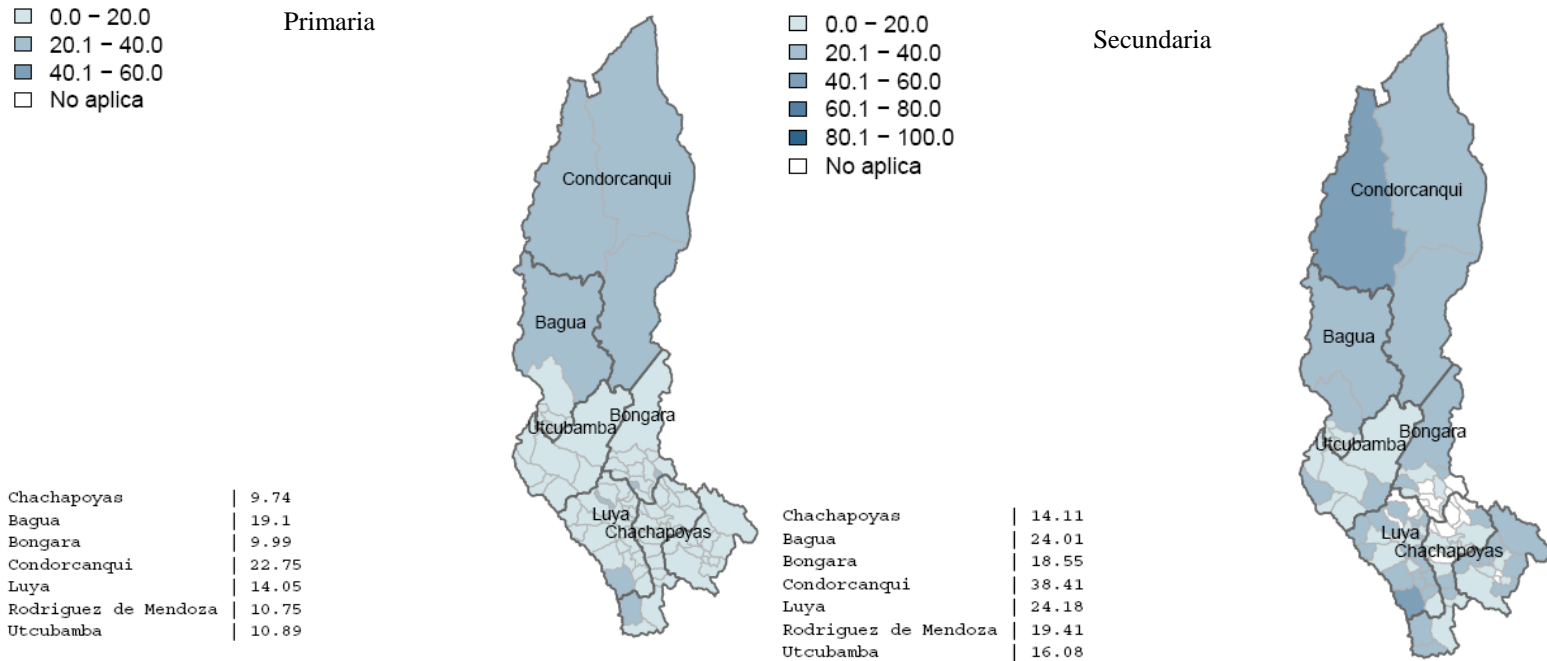 Primaria
0.0 − 20.0
20.1 − 40.0
40.1 − 60.0
No aplica
Condorcanqui
Bagua
Bongara
Utcubamba
Luya
Chachapoyas
Chachapoyas | 9.74
Bagua | 19.1
Bongara | 9.99
Condorcanqui | 22.75
Luya | 14.05
Rodriguez de Mendoza | 10.75
Utcubamba | 10.89
Secundaria
0.0 − 20.0
20.1 − 40.0
40.1 − 60.0
60.1 − 80.0
80.1 − 100.0
No aplica
Condorcanqui
Bagua
Bongara
Utcubamba
Luya
Chachapoyas
Chachapoyas | 14.11
Bagua | 24.01
Bongara | 18.55
Condorcanqui | 38.41
Luya | 24.18
Rodriguez de Mendoza | 19.41
Utcubamba | 16.08